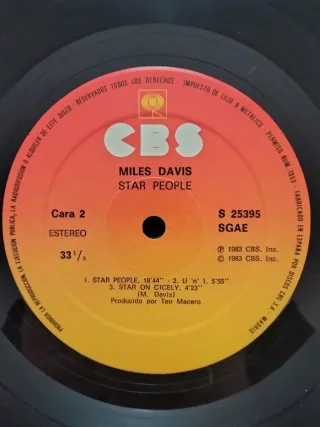 RESERVADOS TODOS LOS DERECHOS - IMPUESTO DE LUJO A METALICO - PERMISO NUM. 1053 - FABRICADO EN ESPAÑA POR DISCOS CBS, S.A. - MADRID
PROHIBIDA LA REPRODUCCION, LA EJECUCION PUBLICA, LA RADIODIFUSION O ALQUILER DE ESTE DISCO
CBS
MILES DAVIS
STAR PEOPLE
Cara 2
S 25395
ESTEREO
SGAE
33 1/3
℗ 1983 CBS. Inc.
© 1983 CBS. Inc.
1. STAR PEOPLE, 18'44" - 2. U 'n' I, 5'55"
3. STAR ON CICELY, 4'23"
(M. Davis)
Producido por Teo Macero